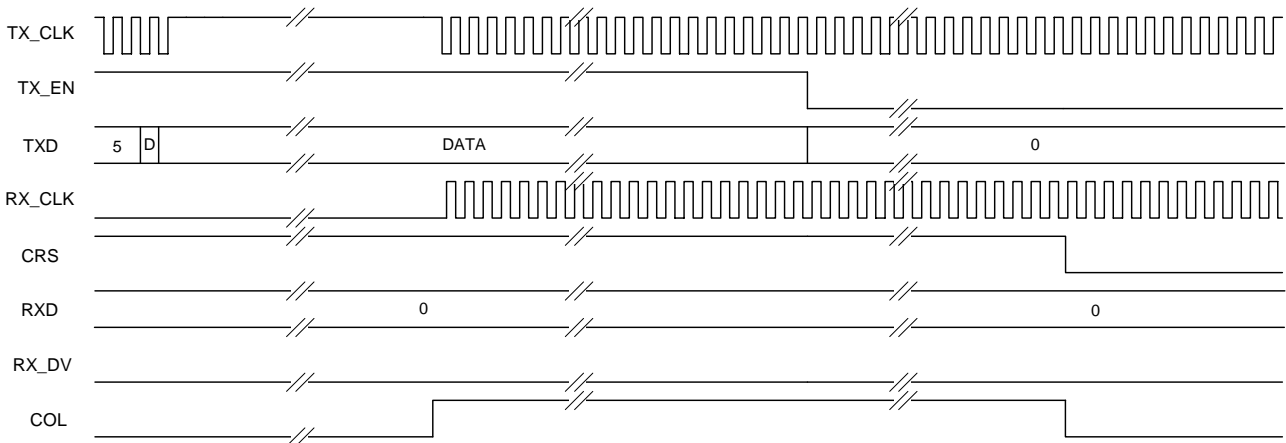 TX_CLK
TX_EN
TXD
5
D
DATA
0
RX_CLK
CRS
RXD
0
0
RX_DV
COL